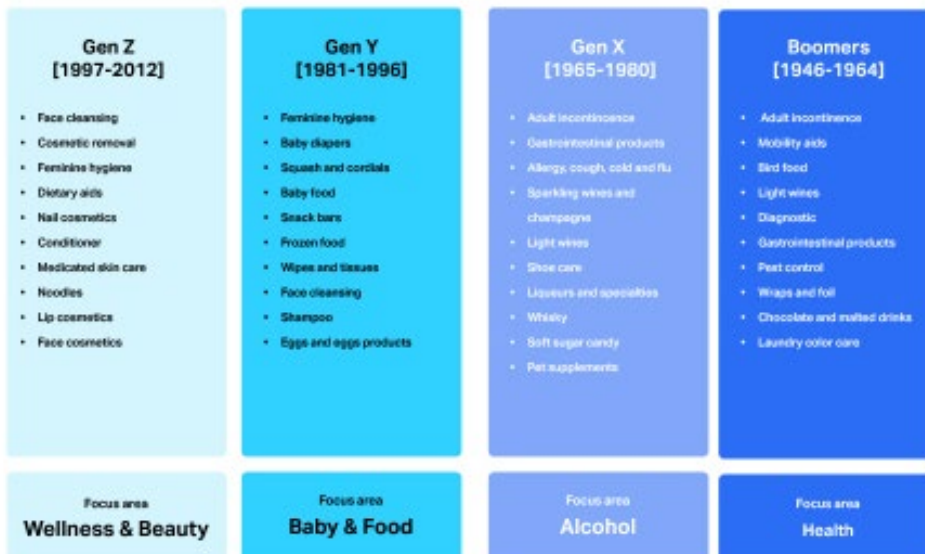 Gen Z
[1997-2012]
• Face cleansing
• Cosmetic removal
• Feminine hygiene
• Dietary aids
• Nail cosmetics
• Conditioner
• Medicated skin care
• Noodles
• Lip cosmetics
• Face cosmetics
Focus area
Wellness & Beauty
Gen Y
[1981-1996]
• Feminine hygiene
• Baby diapers
• Squash and cordials
• Baby food
• Snack bars
• Frozen food
• Wipes and tissues
• Face cleansing
• Shampoo
• Eggs and eggs products
Focus area
Baby & Food
Gen X
[1965-1980]
• Adult incontinence
• Gastointestinal products
• Allergy, cough, cold and flu
• Sparkling wines and
champagne
• Light wines
• Shoe care
• Liqueurs and specialties
• Whisky
• Soft sugar candy
• Pet supplements
Focus area
Alcohol
Boomers
[1946-1964]
• Adult incontinence
• Mobility aids
• Bird food
• Light wines
• Diagnostic
• Gastrointestinal products
• Pest control
• Wraps and foil
• Chocolate and malted drinks
• Laundry color care
Focus area
Health